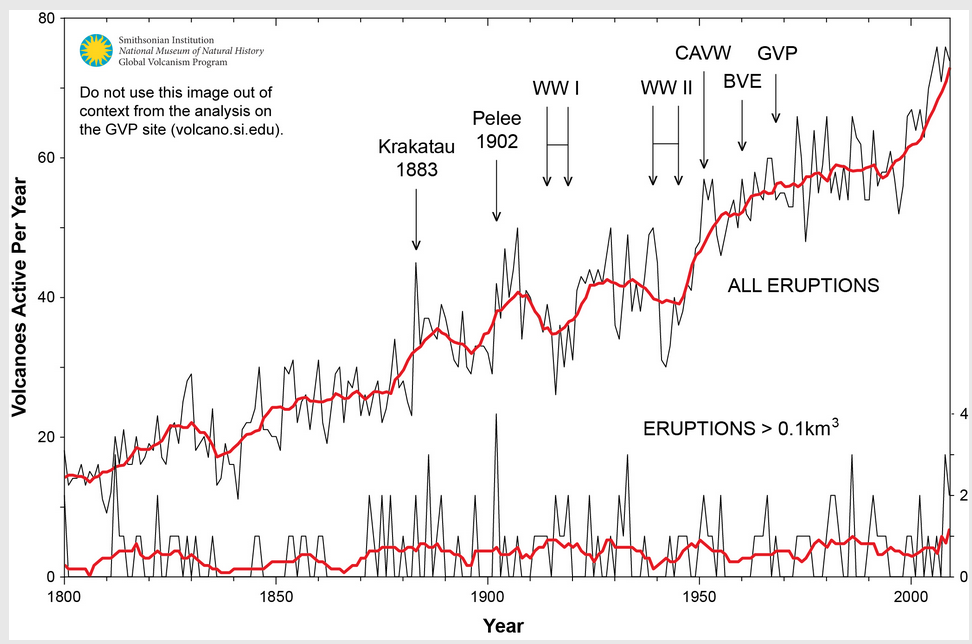 80
60
40
20
0
Volcanoes Active Per Year
Smithsonian Institution
National Museum of Natural History
Global Volcanism Program
Do not use this image out of
context from the analysis on
the GVP site (volcano.si.edu).
Krakatau
1883
Pelee
1902
WW I
WW II
CAVW
BVE
GVP
ALL ERUPTIONS
ERUPTIONS > 0.1km³
4
2
0
1800
1850
1900
1950
2000
Year